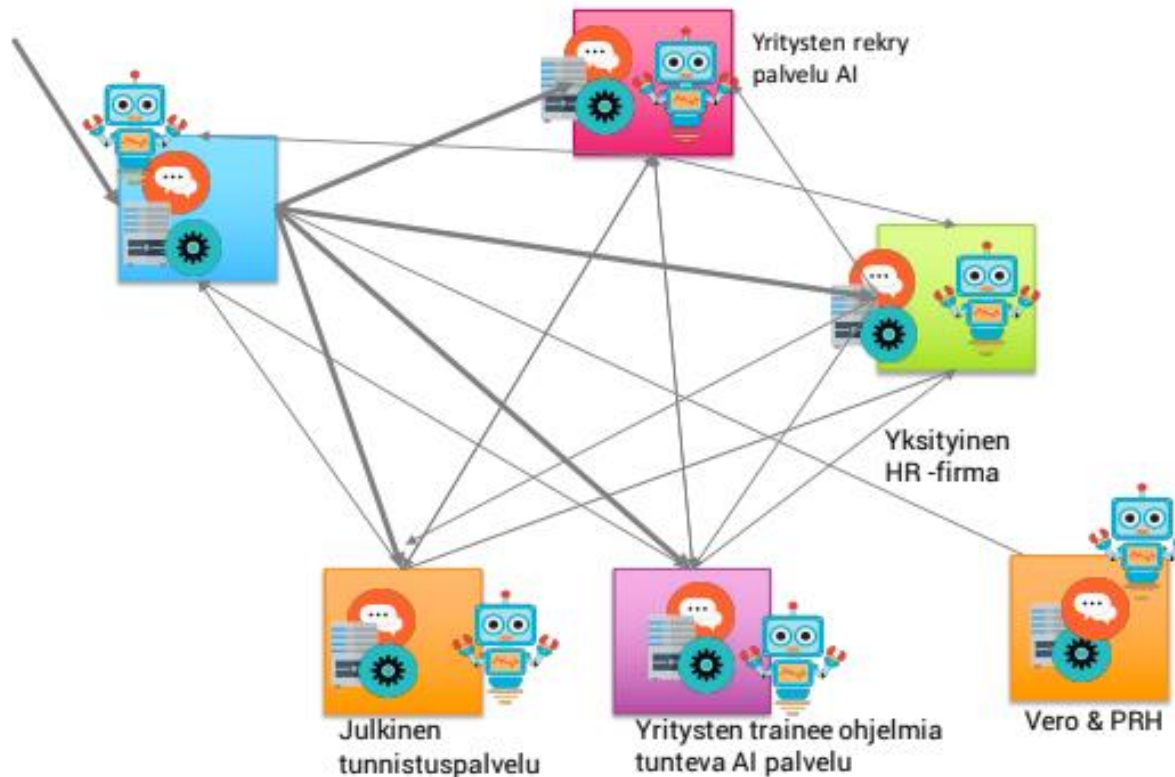 Yritysten rekry
palvelu AI
Yksityinen
HR -firma
Julkinen
tunnistuspalvelu
Yritysten trainee ohjelmia
tunteva AI palvelu
Vero & PRH